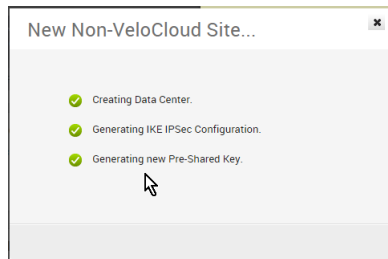 New Non-VeloCloud Site...
Creating Data Center.
Generating IKE IPSec Configuration.
Generating new Pre-Shared Key.